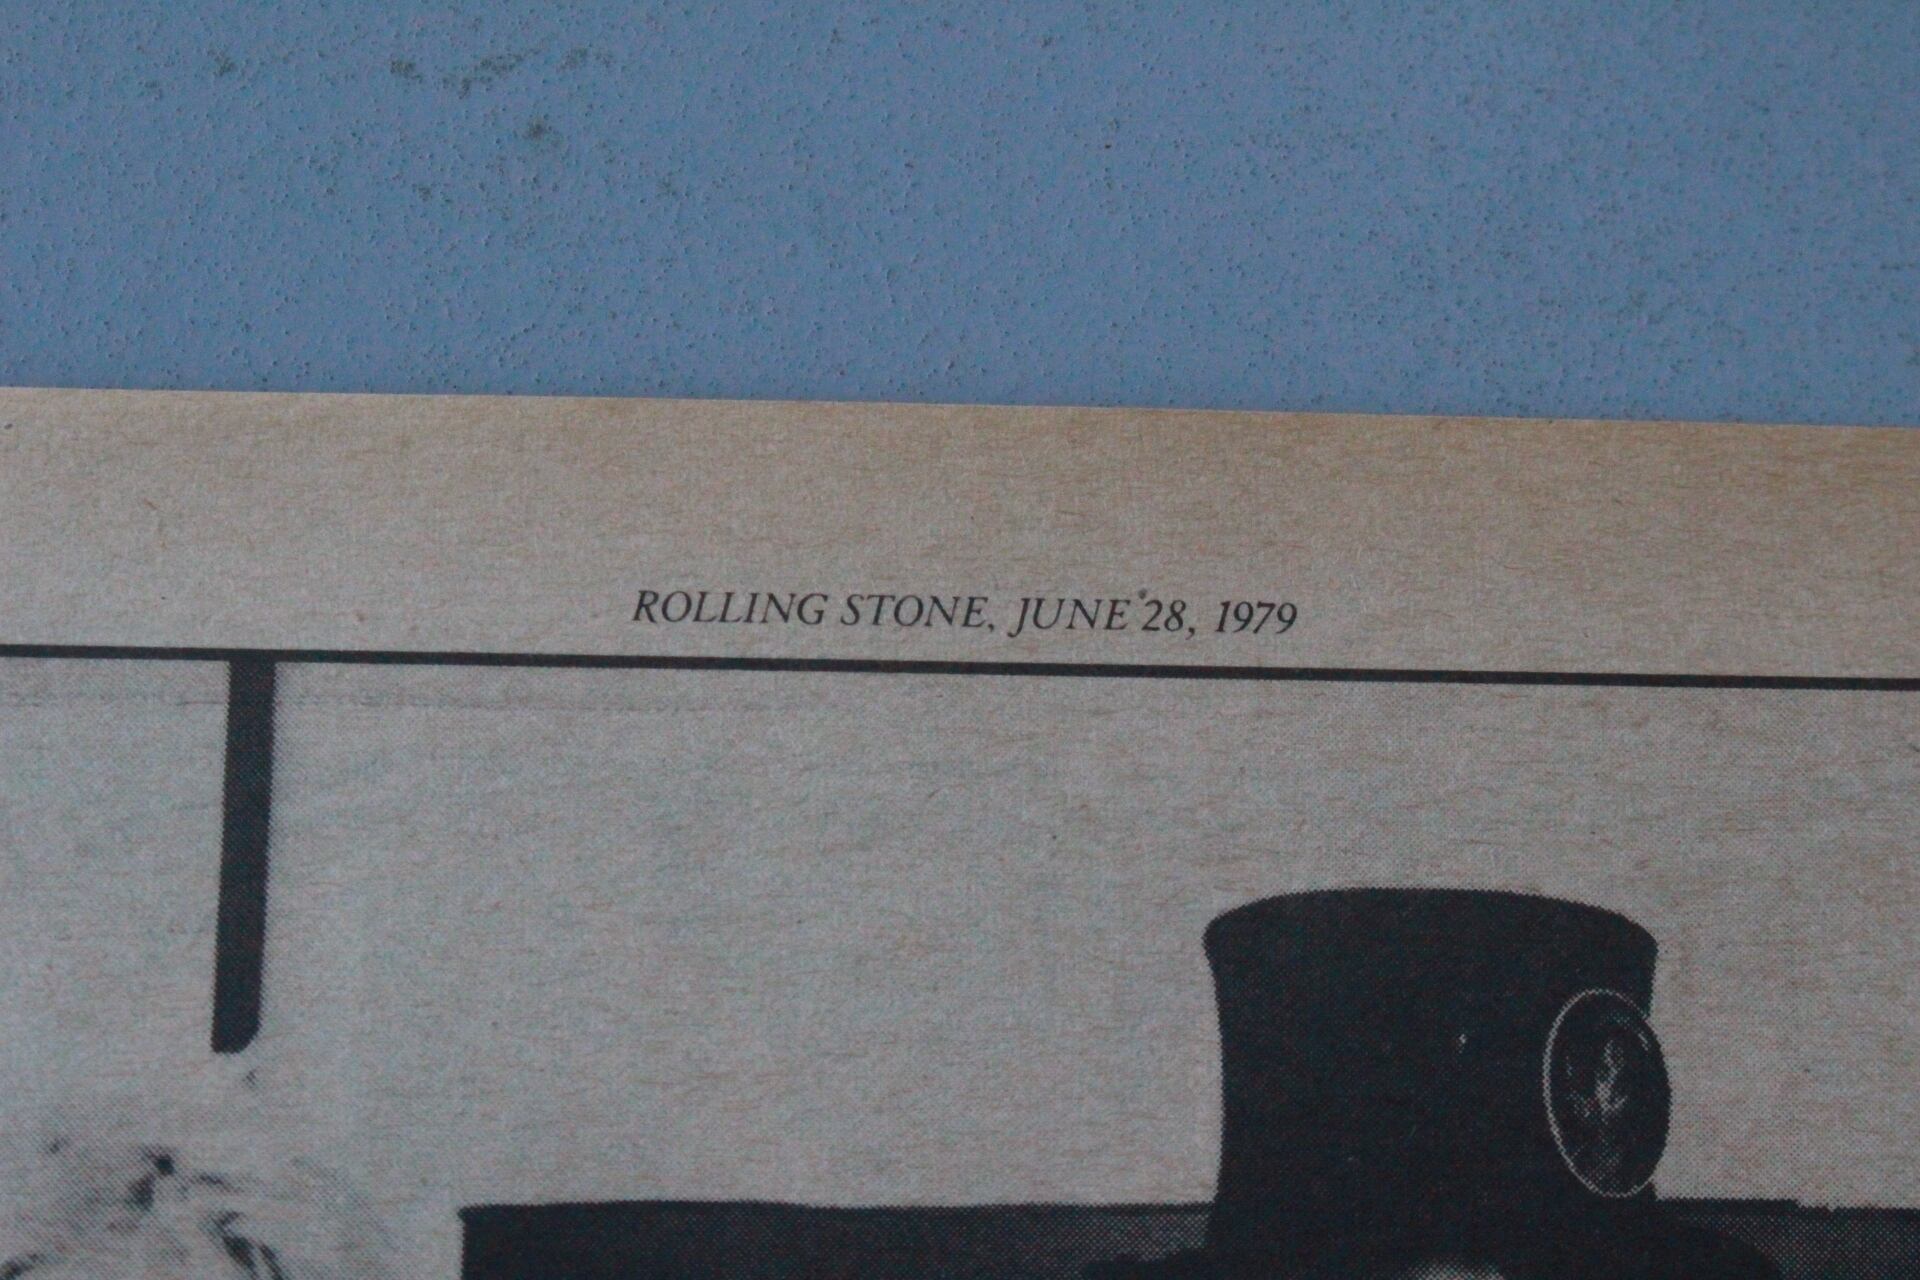 ROLLING STONE, JUNE 28, 1979